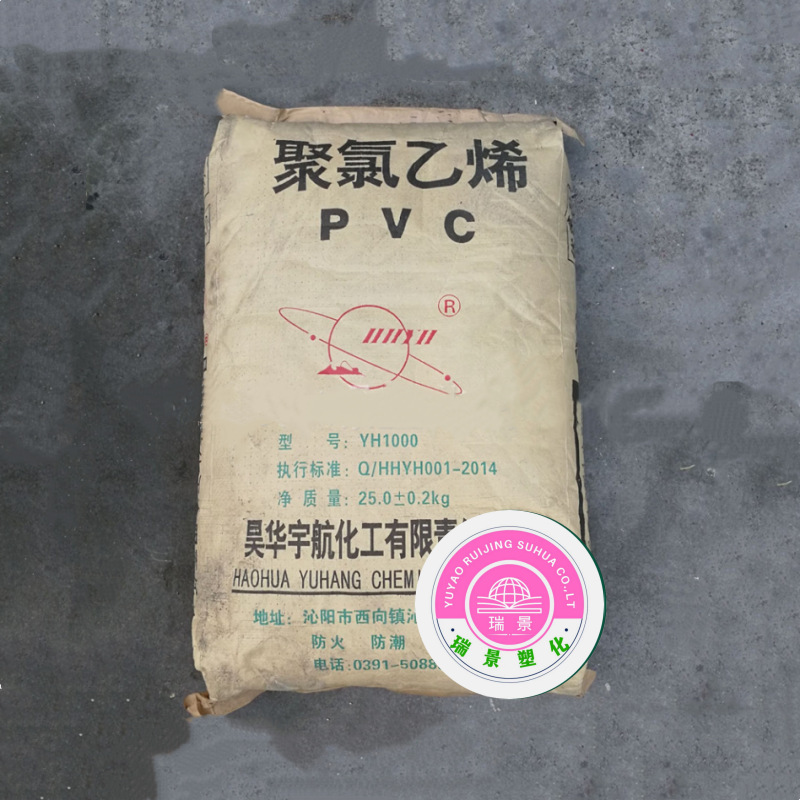 聚氯乙烯
PVC
®
HHYH
型 号：YH1000
执行标准：Q/HHYH001-2014
净 质 量：25.0±0.2kg
昊华宇航化工有限责
HAOHUA YUHANG CHEM
地址：沁阳市西向镇沁
防火 防潮
电话:0391-5088
YUYAO RUIJING SUHUA CO.,LT
瑞景
·瑞景塑化·